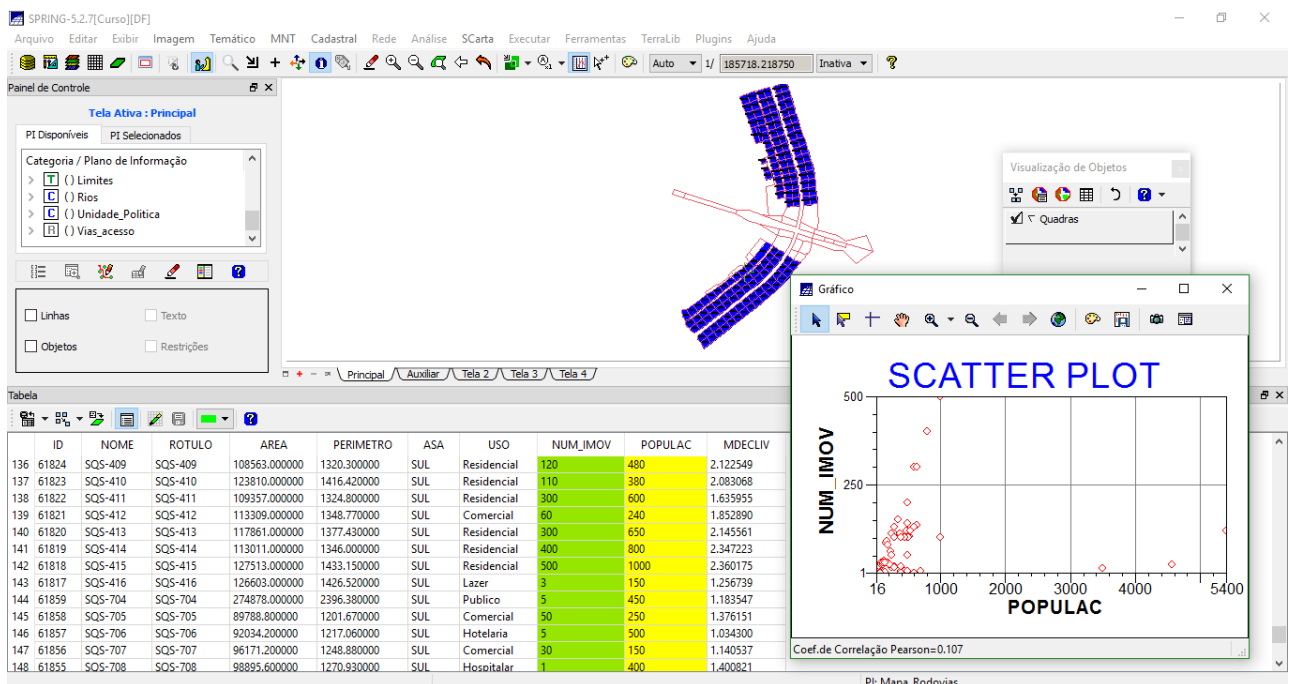 SPRING-5.2.7[Curso][DF]
Arquivo Editar Exibir Imagem Temático MNT Cadastral Rede Análise SCarta Executar Ferramentas TerraLib Plugins Ajuda
Auto 1/ 185718.218750 Inativa
Painel de Controle
Tela Ativa : Principal
PI Disponíveis PI Selecionados
Categoria / Plano de Informação
T () Limites
C () Rios
C () Unidade_Politica
R () Vias_acesso
Linhas Texto
Objetos Restrições
Visualização de Objetos
Quadras
Principal Auxiliar Tela 2 Tela 3 Tela 4
Gráfico
SCATTER PLOT
500
250
1
NUM_IMOV
16 1000 2000 3000 4000 5400
POPULAC
Coef.de Correlação Pearson=0.107
Tabela
ID NOME ROTULO AREA PERIMETRO ASA USO NUM_IMOV POPULAC MDECLIV
136 61824 SQS-409 SQS-409 108563.000000 1320.300000 SUL Residencial 120 480 2.122549
137 61823 SQS-410 SQS-410 123810.000000 1416.420000 SUL Residencial 110 380 2.083068
138 61822 SQS-411 SQS-411 109357.000000 1324.800000 SUL Residencial 300 600 1.635955
139 61821 SQS-412 SQS-412 113309.000000 1348.770000 SUL Comercial 60 240 1.852890
140 61820 SQS-413 SQS-413 117861.000000 1377.430000 SUL Residencial 300 650 2.145561
141 61819 SQS-414 SQS-414 113011.000000 1346.000000 SUL Residencial 400 800 2.347223
142 61818 SQS-415 SQS-415 127513.000000 1433.150000 SUL Residencial 500 1000 2.360175
143 61817 SQS-416 SQS-416 126603.000000 1426.520000 SUL Lazer 3 150 1.256739
144 61859 SQS-704 SQS-704 274878.000000 2396.380000 SUL Publico 5 450 1.183547
145 61858 SQS-705 SQS-705 89788.800000 1201.670000 SUL Comercial 50 250 1.376151
146 61857 SQS-706 SQS-706 92034.200000 1217.060000 SUL Hotelaria 5 500 1.034300
147 61856 SQS-707 SQS-707 96171.200000 1248.880000 SUL Comercial 30 150 1.140537
148 61855 SQS-708 SQS-708 98895.600000 1270.930000 SUL Hospitalar 1 400 1.400821
PI: Mapa_Rodovias